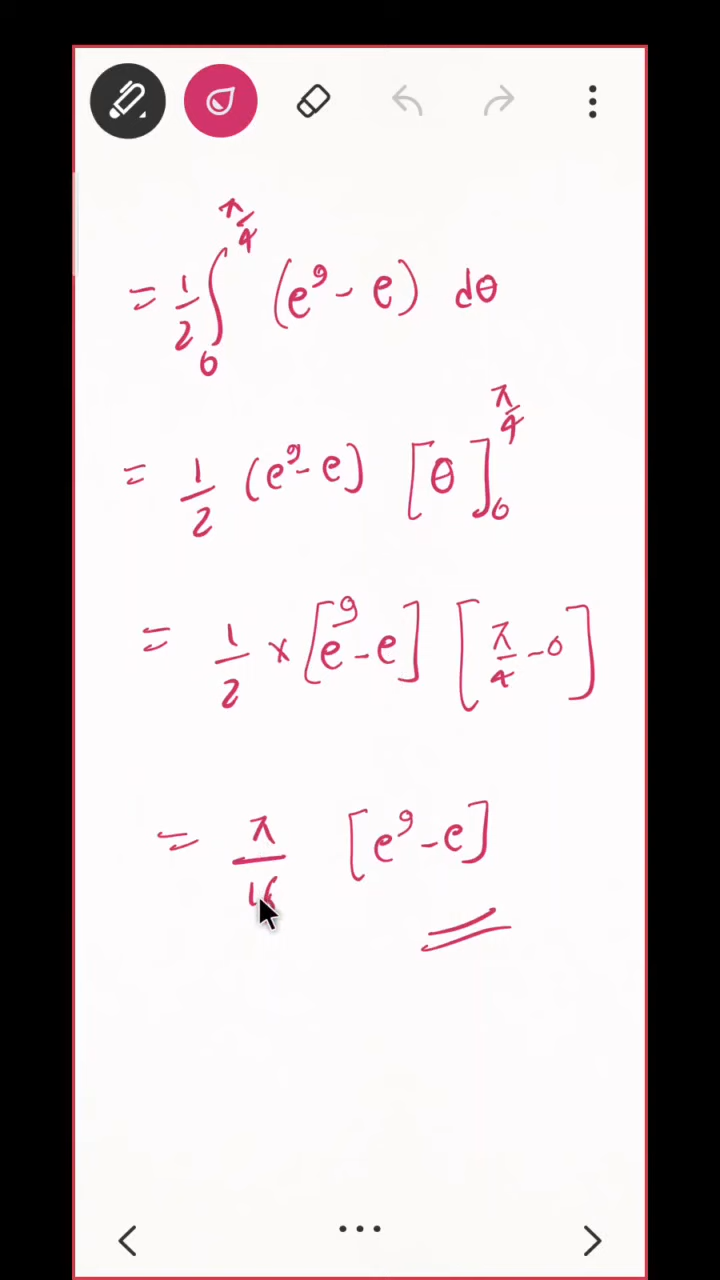 = 1/2 ∫₀^{π/4} (e⁹ - e) dθ
= 1/2 (e⁹ - e) [θ]₀^{π/4}
= 1/2 × [e⁹ - e] [π/4 - 0]
= π/16 [e⁹ - e]